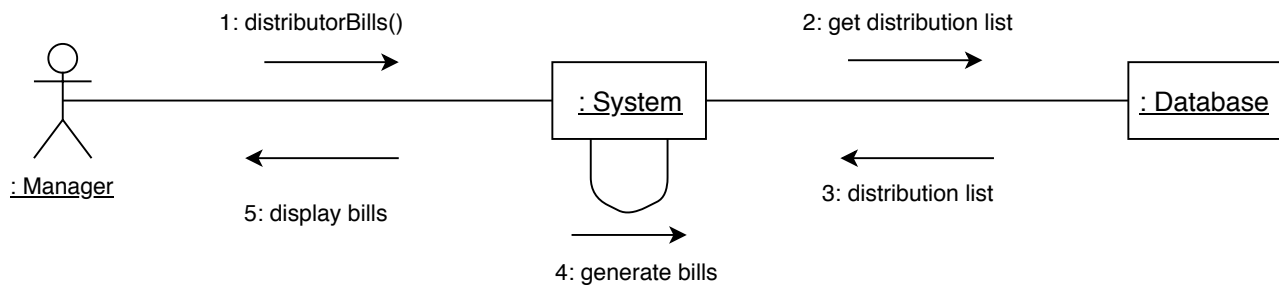 1: distributorBills()
2: get distribution list
: System
: Database
: Manager
5: display bills
3: distribution list
4: generate bills